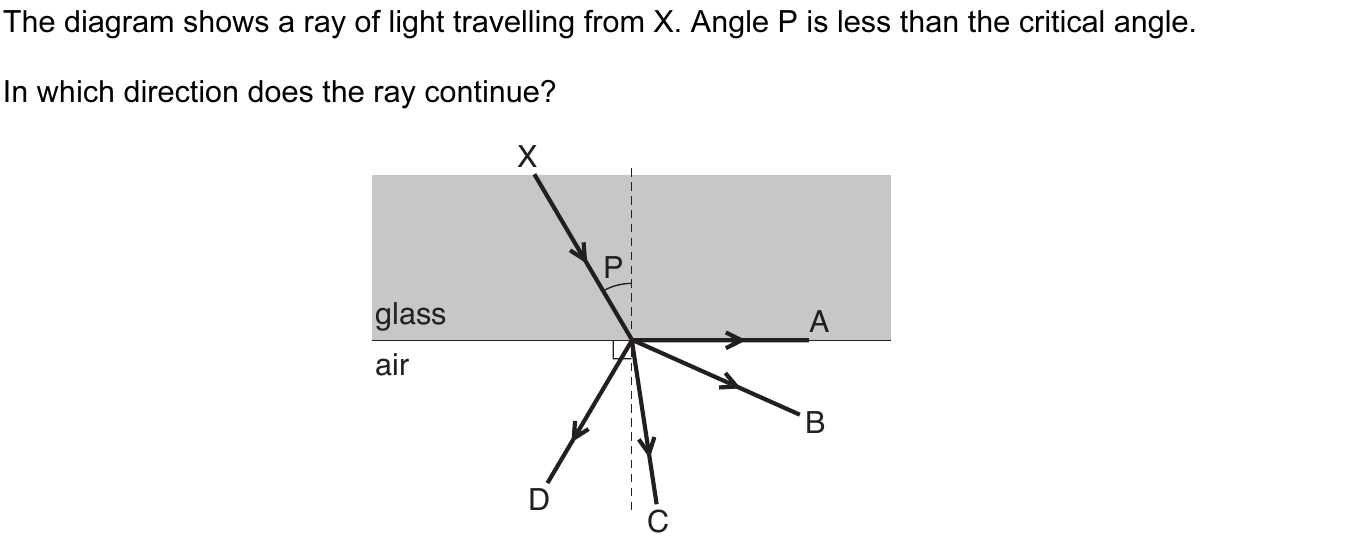 The diagram shows a ray of light travelling from X. Angle P is less than the critical angle.
In which direction does the ray continue?
X
P
glass
A
air
B
D
C